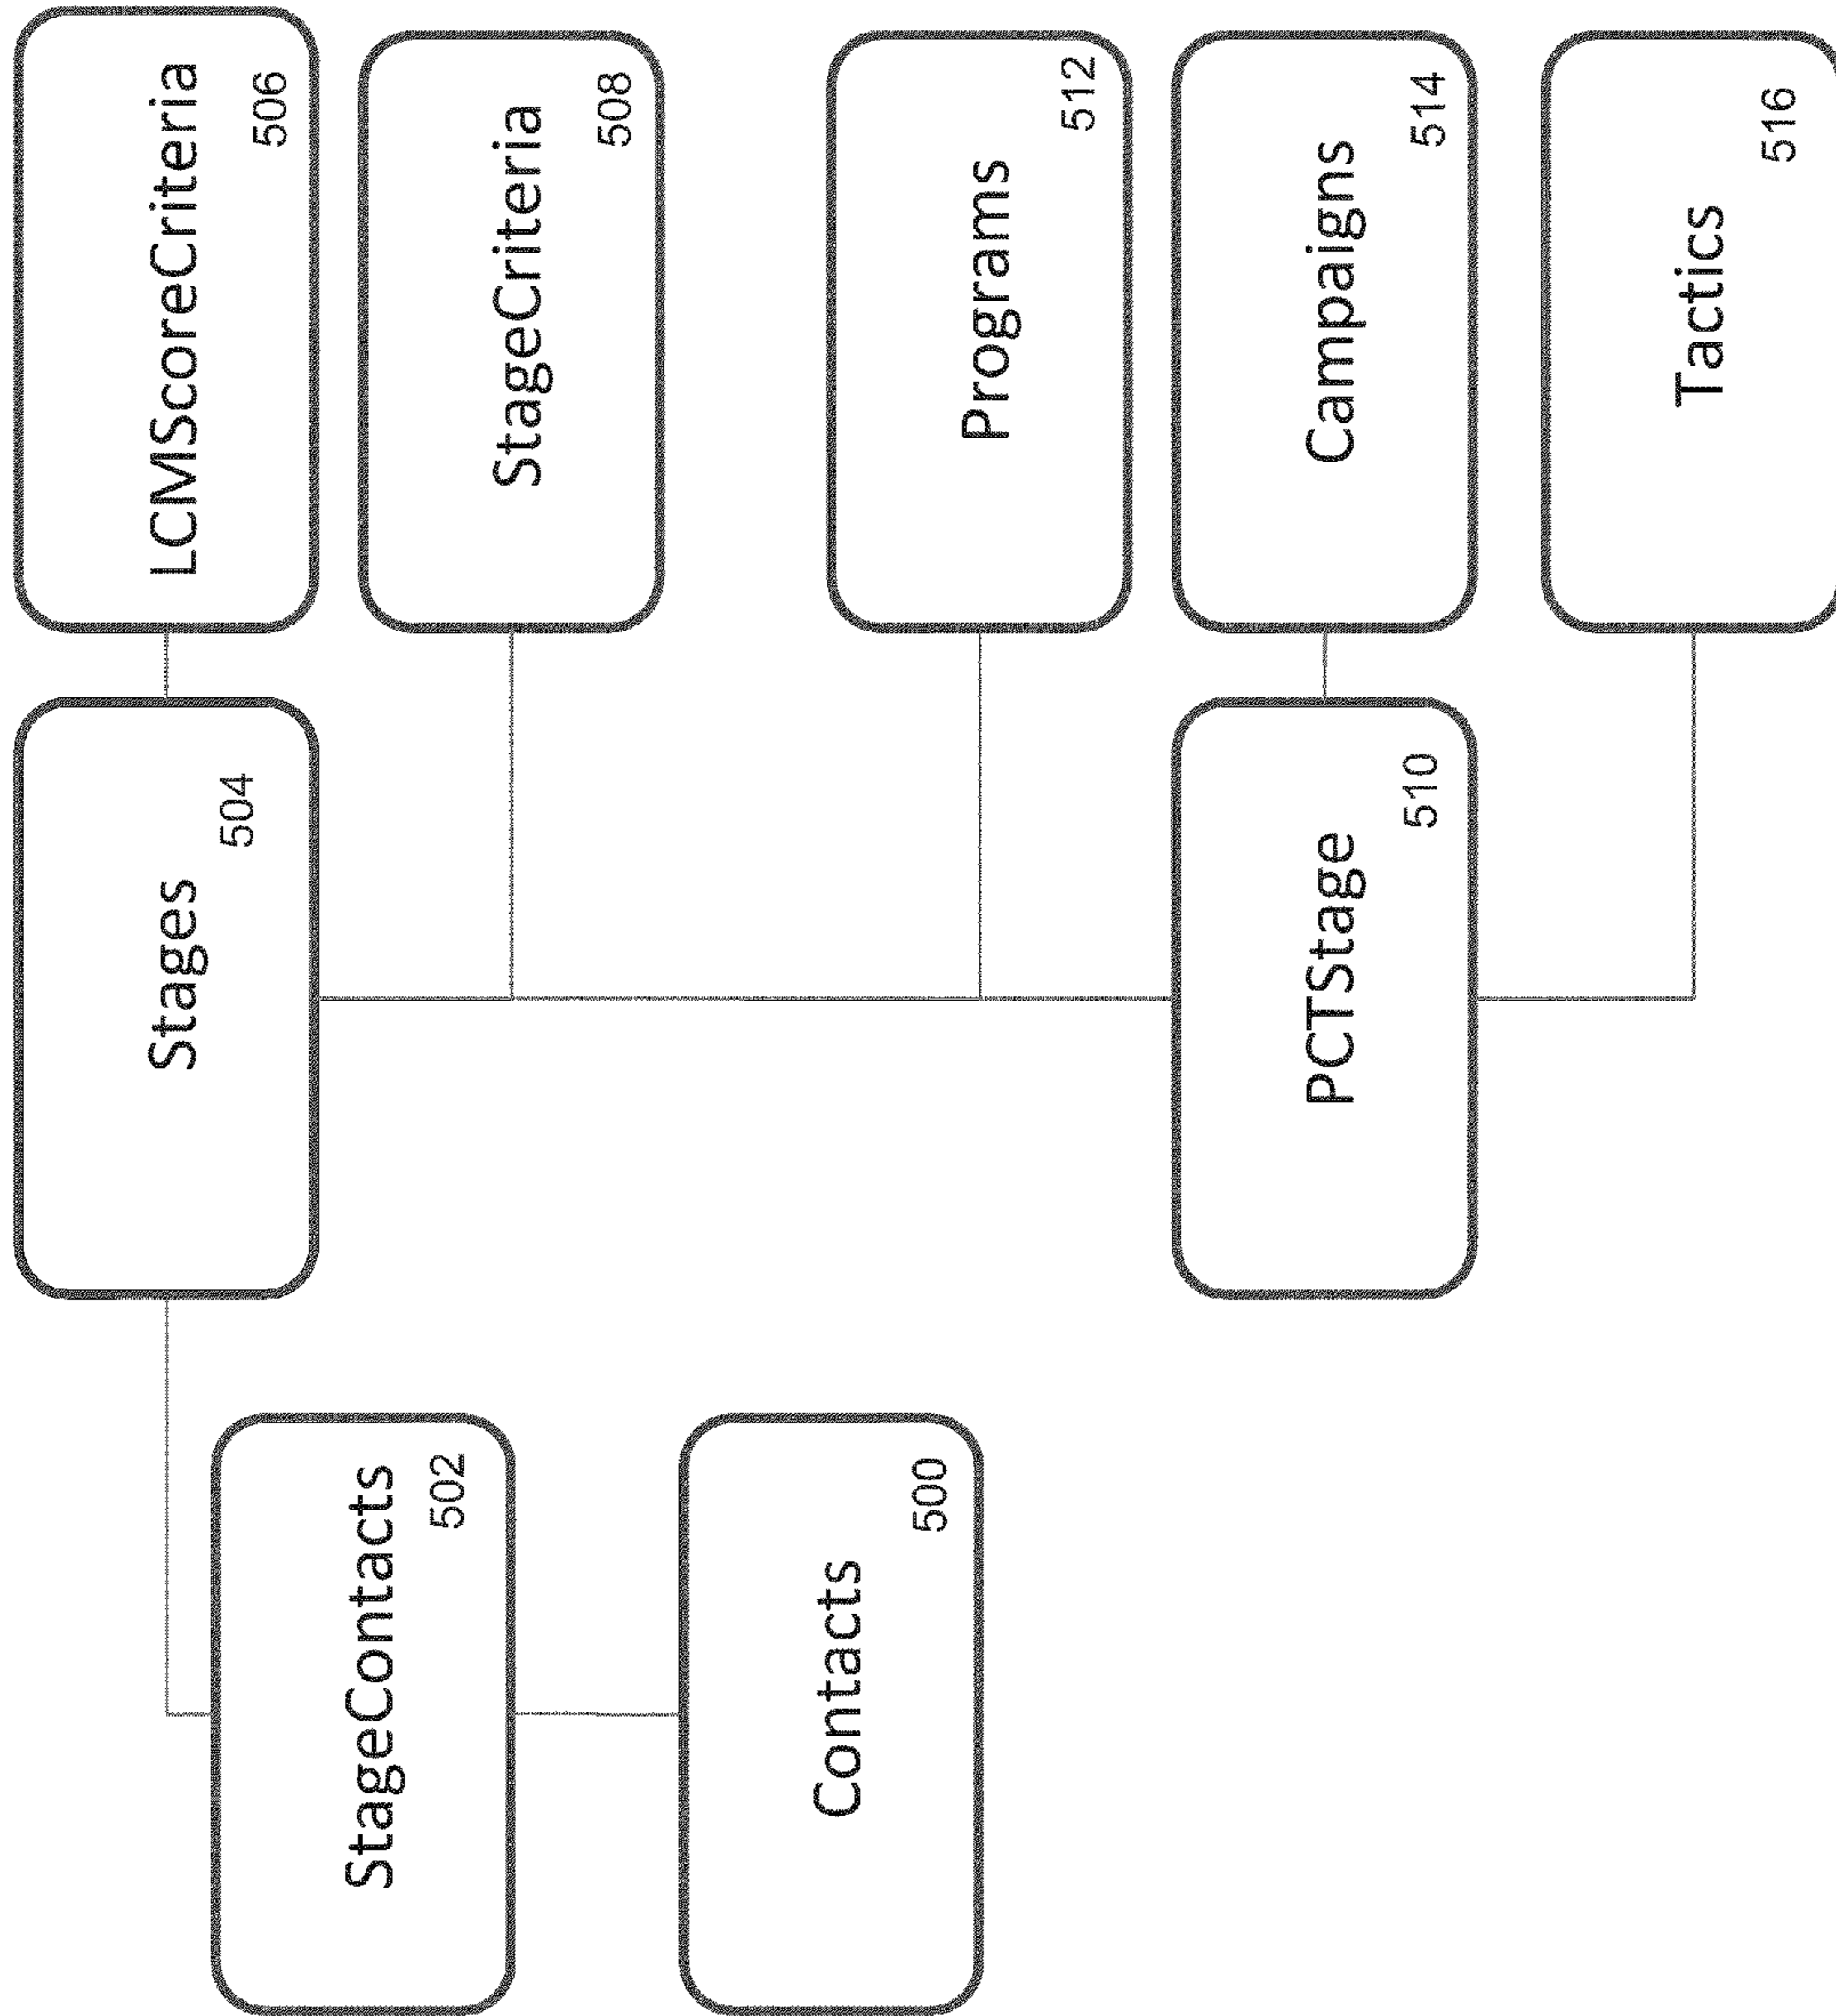 StageContacts
502
Contacts
500
Stages
504
PCTStage
510
LCMScoreCriteria
506
StageCriteria
508
Programs
512
Campaigns
514
Tactics
516